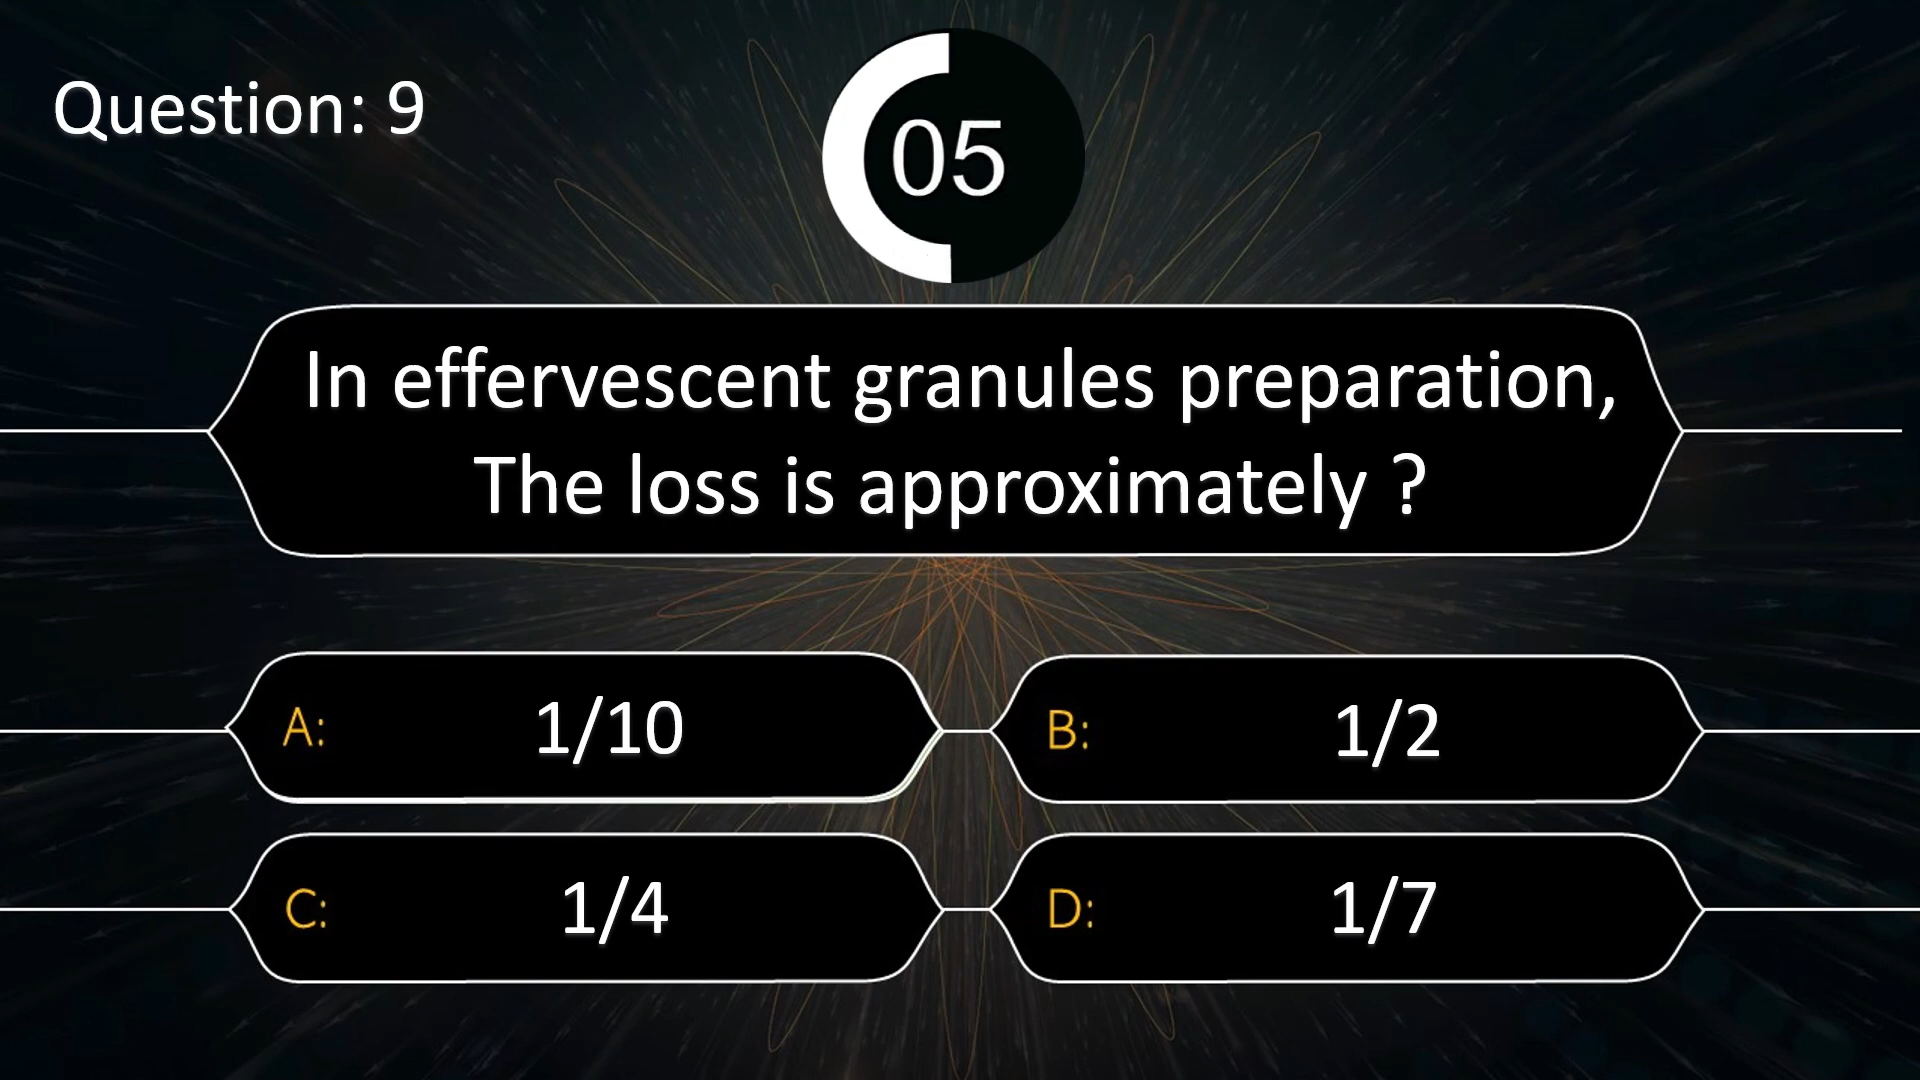 Question: 9
05
In effervescent granules preparation,
The loss is approximately ?
A: 1/10
B: 1/2
C: 1/4
D: 1/7